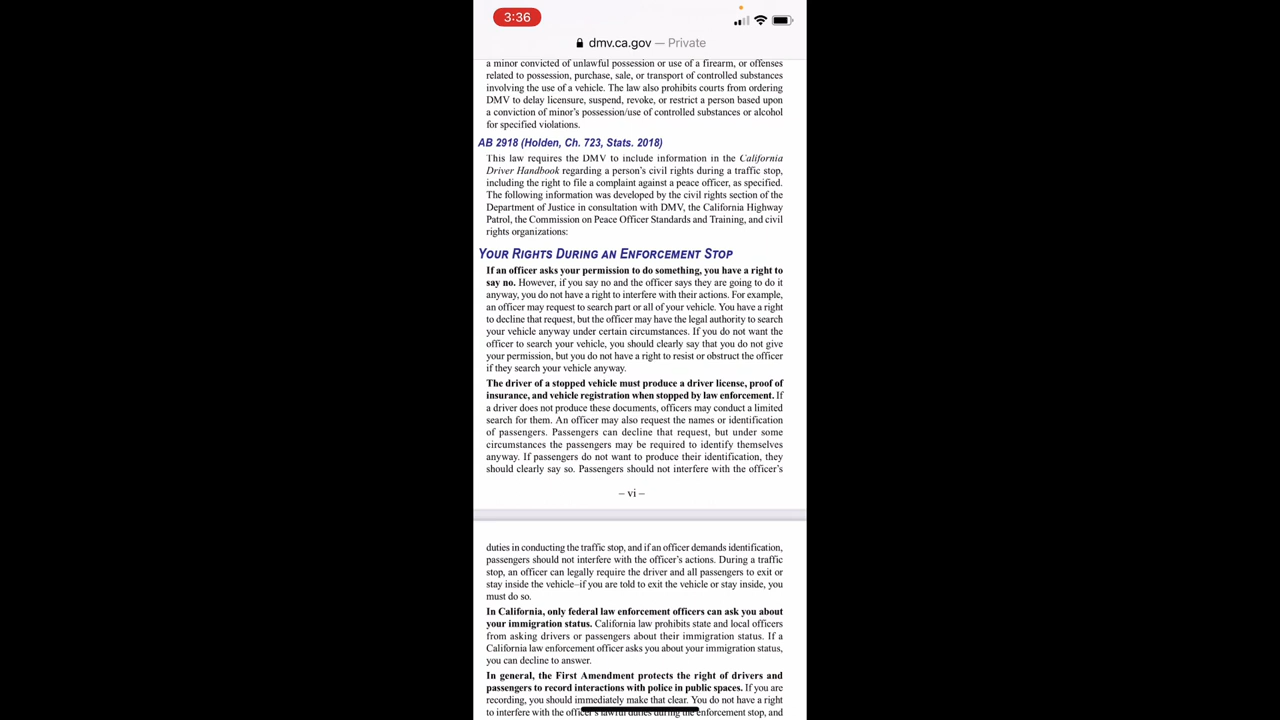 3:36
dmv.ca.gov — Private
a minor convicted of unlawful possession or use of a firearm, or offenses
related to possession, purchase, sale, or transport of controlled substances
involving the use of a vehicle. The law also prohibits courts from ordering
DMV to delay licensure, suspend, revoke, or restrict a person based upon
a conviction of minor's possession/use of controlled substances or alcohol
for specified violations.
AB 2918 (Holden, Ch. 723, Stats. 2018)
This law requires the DMV to include information in the California
Driver Handbook regarding a person's civil rights during a traffic stop,
including the right to file a complaint against a peace officer, as specified.
The following information was developed by the civil rights section of the
Department of Justice in consultation with DMV, the California Highway
Patrol, the Commission on Peace Officer Standards and Training, and civil
rights organizations:
YOUR RIGHTS DURING AN ENFORCEMENT STOP
If an officer asks your permission to do something, you have a right to
say no. However, if you say no and the officer says they are going to do it
anyway, you do not have a right to interfere with their actions. For example,
an officer may request to search part or all of your vehicle. You have a right
to decline that request, but the officer may have the legal authority to search
your vehicle anyway under certain circumstances. If you do not want the
officer to search your vehicle, you should clearly say that you do not give
your permission, but you do not have a right to resist or obstruct the officer
if they search your vehicle anyway.
The driver of a stopped vehicle must produce a driver license, proof of
insurance, and vehicle registration when stopped by law enforcement. If
a driver does not produce these documents, officers may conduct a limited
search for them. An officer may also request the names or identification
of passengers. Passengers can decline that request, but under some
circumstances the passengers may be required to identify themselves
anyway. If passengers do not want to produce their identification, they
should clearly say so. Passengers should not interfere with the officer's
– vi –
duties in conducting the traffic stop, and if an officer demands identification,
passengers should not interfere with the officer's actions. During a traffic
stop, an officer can legally require the driver and all passengers to exit or
stay inside the vehicle–if you are told to exit the vehicle or stay inside, you
must do so.
In California, only federal law enforcement officers can ask you about
your immigration status. California law prohibits state and local officers
from asking drivers or passengers about their immigration status. If a
California law enforcement officer asks you about your immigration status,
you can decline to answer.
In general, the First Amendment protects the right of drivers and
passengers to record interactions with police in public spaces. If you are
recording, you should immediately make that clear. You do not have a right
to interfere with the officer's lawful duties during the enforcement stop, and